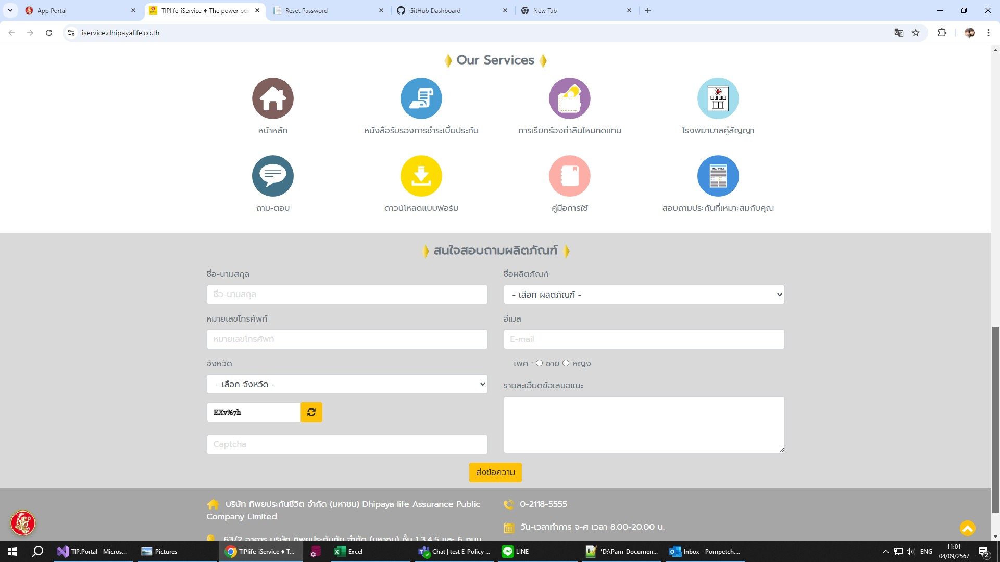 App Portal
TIPlife-iService ♦ The power be
Reset Password
GitHub Dashboard
New Tab
iservice.dhipayalife.co.th
Our Services
หน้าหลัก
หนังสือรับรองการชำระเบี้ยประกัน
การเรียกร้องค่าสินไหมทดแทน
โรงพยาบาลคู่สัญญา
INSURANCE
ถาม-ตอบ
ดาวน์โหลดแบบฟอร์ม
คู่มือการใช้
สอบถามประกันที่เหมาะสมกับคุณ
สนใจสอบถามผลิตภัณฑ์
ชื่อ-นามสกุล
ชื่อผลิตภัณฑ์
ชื่อ-นามสกุล
- เลือก ผลิตภัณฑ์ -
หมายเลขโทรศัพท์
อีเมล
หมายเลขโทรศัพท์
E-mail
จังหวัด
เพศ : ชาย หญิง
- เลือก จังหวัด -
รายละเอียดข้อเสนอแนะ
EXv%7h
Captcha
ส่งข้อความ
บริษัท ทิพยประกันชีวิต จำกัด (มหาชน) Dhipaya life Assurance Public
Company Limited
0-2118-5555
วัน-เวลาทำการ จ-ศ เวลา 8.00-20.00 น.
63/2 อาคาร บริษัท ทิพยประกันภัย จำกัด (มหาชน) ชั้น 1,3,4,5 และ 6 ถนน
TIP.Portal - Micros...
Pictures
TIPlife-iService ♦ T...
Excel
Chat | test E-Policy ...
LINE
*D:\Pam-Documen...
Inbox - Pornpetch....
ENG
11:01
04/09/2567
2